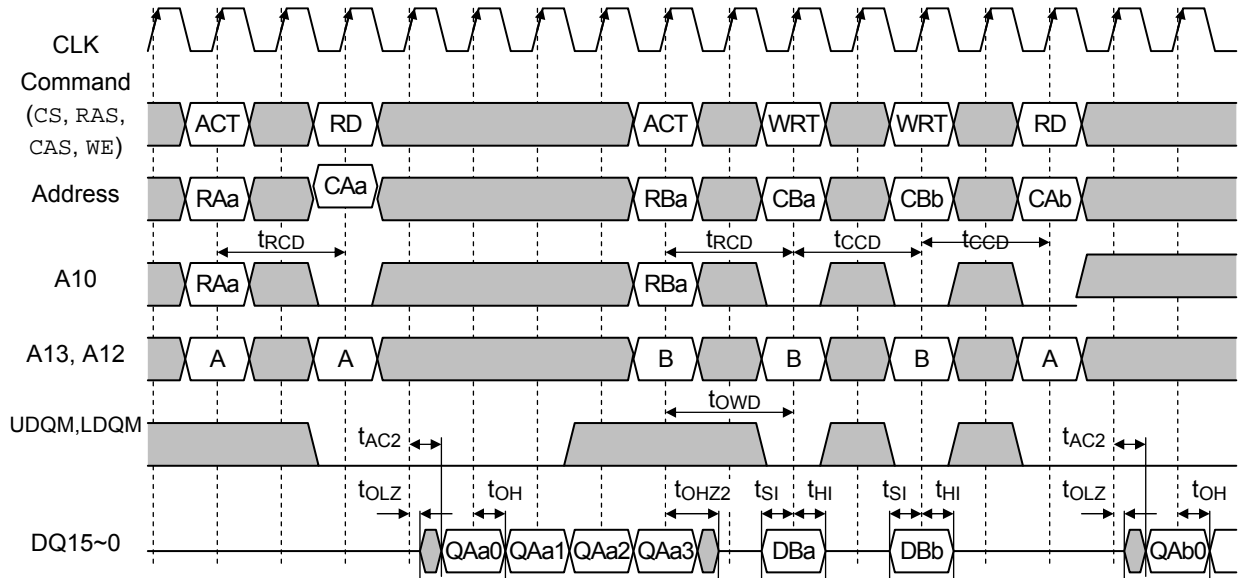 CLK
Command
(CS, RAS,
CAS, WE)
ACT RD ACT WRT WRT RD
Address
RAa CAa RBa CBa CBb CAb
tRCD tRCD tCCD tCCD
A10
RAa RBa
A13, A12
A A B B B A
tOWD
UDQM,LDQM
tAC2 tAC2
tOLZ tOH tOHZ2 tSI tHI tSI tHI tOLZ tOH
DQ15~0
QAa0 QAa1 QAa2 QAa3 DBa DBb QAb0